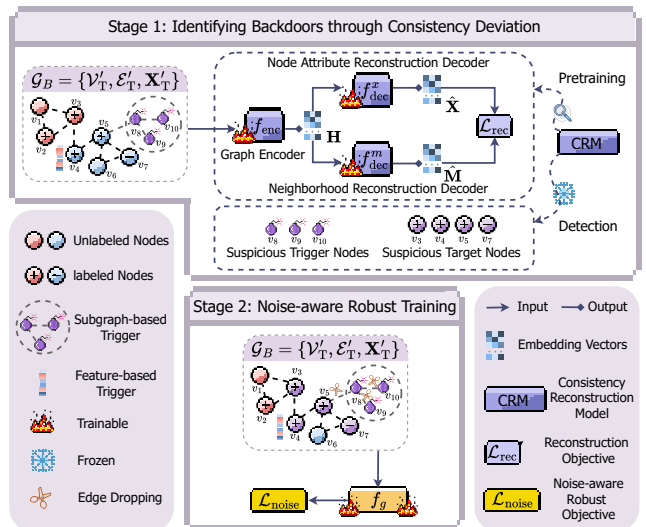 Stage 1: Identifying Backdoors through Consistency Deviation
𝒢_B = {𝒱′_T, ℰ′_T, 𝐗′_T}
v₁
v₂
v₃
v₄
v₅
v₆
v₇
v₈
v₉
v₁₀
Node Attribute Reconstruction Decoder
f_enc
Graph Encoder
𝐇
f^x_dec
𝐗̂
f^m_dec
𝐌̂
ℒ_rec
Neighborhood Reconstruction Decoder
Pretraining
CRM
Detection
v₈ v₉ v₁₀
Suspicious Trigger Nodes
v₃ v₄ v₅ v₇
Suspicious Target Nodes
Unlabeled Nodes
labeled Nodes
Subgraph-based
Trigger
Feature-based
Trigger
Trainable
Frozen
Edge Dropping
Stage 2: Noise-aware Robust Training
𝒢_B = {𝒱′_T, ℰ′_T, 𝐗′_T}
v₁
v₂
v₃
v₄
v₅
v₆
v₇
v₈
v₉
v₁₀
ℒ_noise
f_g
Input
Output
Embedding Vectors
CRM
Consistency
Reconstruction
Model
ℒ_rec
Reconstruction
Objective
ℒ_noise
Noise-aware
Robust
Objective